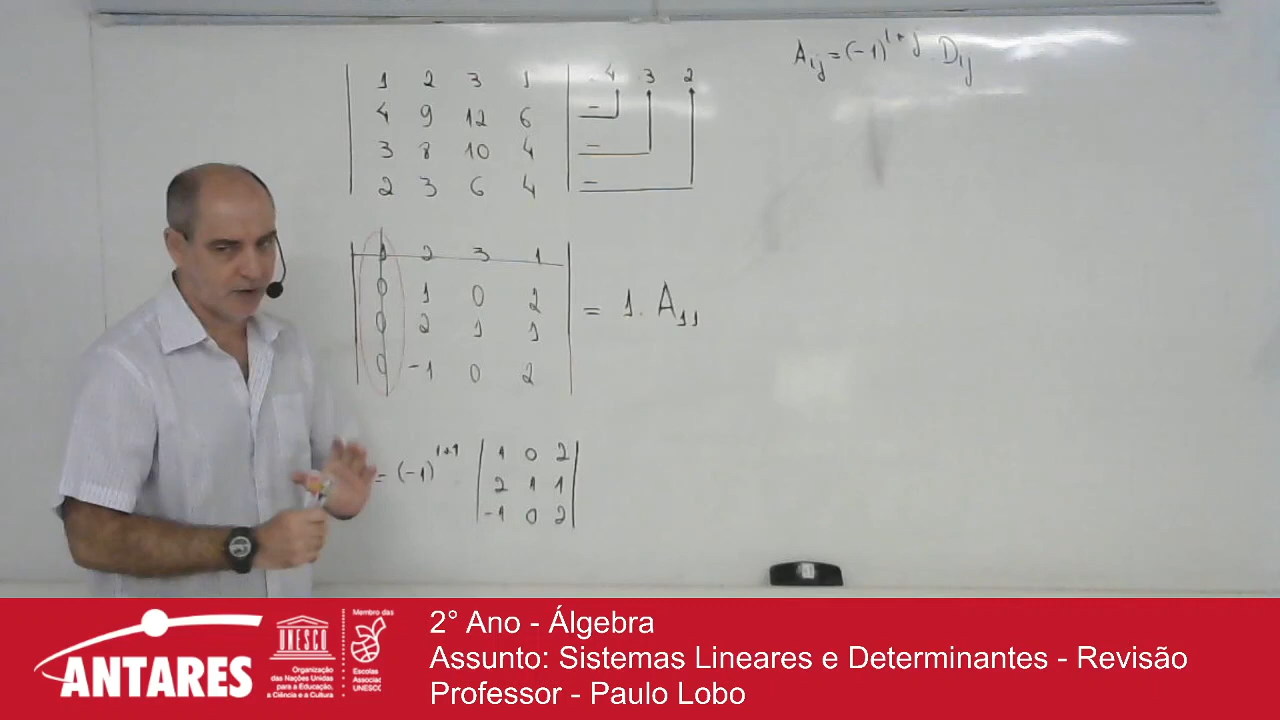 A_ij = (-1)^(i+j) . D_ij
1 2 3 1 4 3 2
4 9 12 6 -
3 8 10 4 -
2 3 6 4 -
1 2 3 1
0 1 0 2
0 2 1 1
0 -1 0 2
= 1. A_11
= (-1)^(1+1)
1 0 2
2 1 1
-1 0 2
ANTARES
UNESCO
Organização
das Nações Unidas
para a Educação,
a Ciência e a Cultura
Membro das
Escolas
Associadas
UNESCO
2° Ano - Álgebra
Assunto: Sistemas Lineares e Determinantes - Revisão
Professor - Paulo Lobo